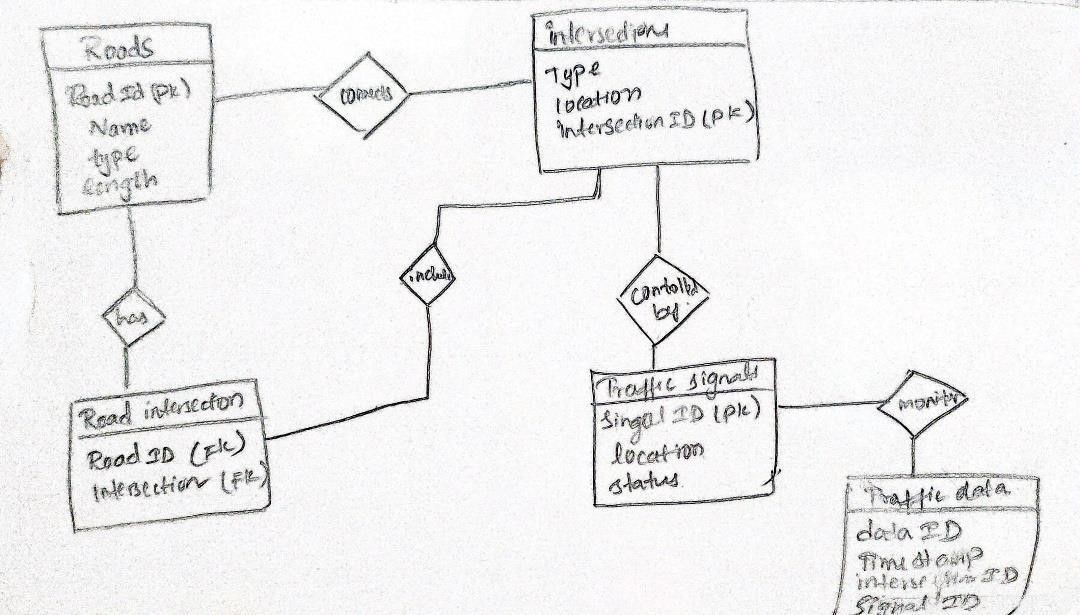 Roads
Road Id (PK)
Name
type
length
connects
intersections
Type
location
intersection ID (PK)
has
include
Controlled
by
Road intersection
Road ID (FK)
Intersection (FK)
Traffic signals
Singal ID (PK)
location
status
monitor
Traffic data
data ID
Timestamp
intersection ID
Signal ID